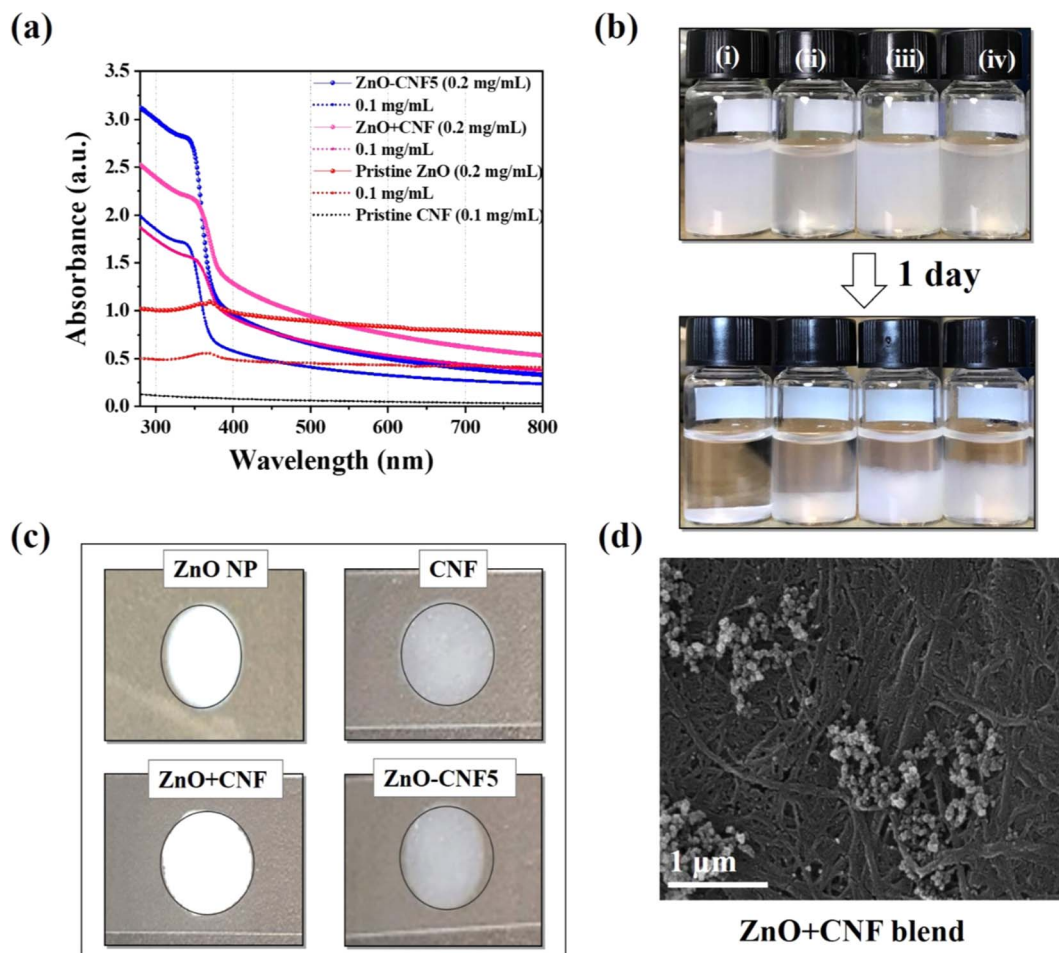 (a)
Absorbance (a.u.)
3.5
3.0
2.5
2.0
1.5
1.0
0.5
0.0
300
400
500
600
700
800
Wavelength (nm)
ZnO-CNF5 (0.2 mg/mL)
0.1 mg/mL
ZnO+CNF (0.2 mg/mL)
0.1 mg/mL
Pristine ZnO (0.2 mg/mL)
0.1 mg/mL
Pristine CNF (0.1 mg/mL)
(b)
(i)
(ii)
(iii)
(iv)
1 day
(c)
ZnO NP
CNF
ZnO+CNF
ZnO-CNF5
(d)
1 μm
ZnO+CNF blend